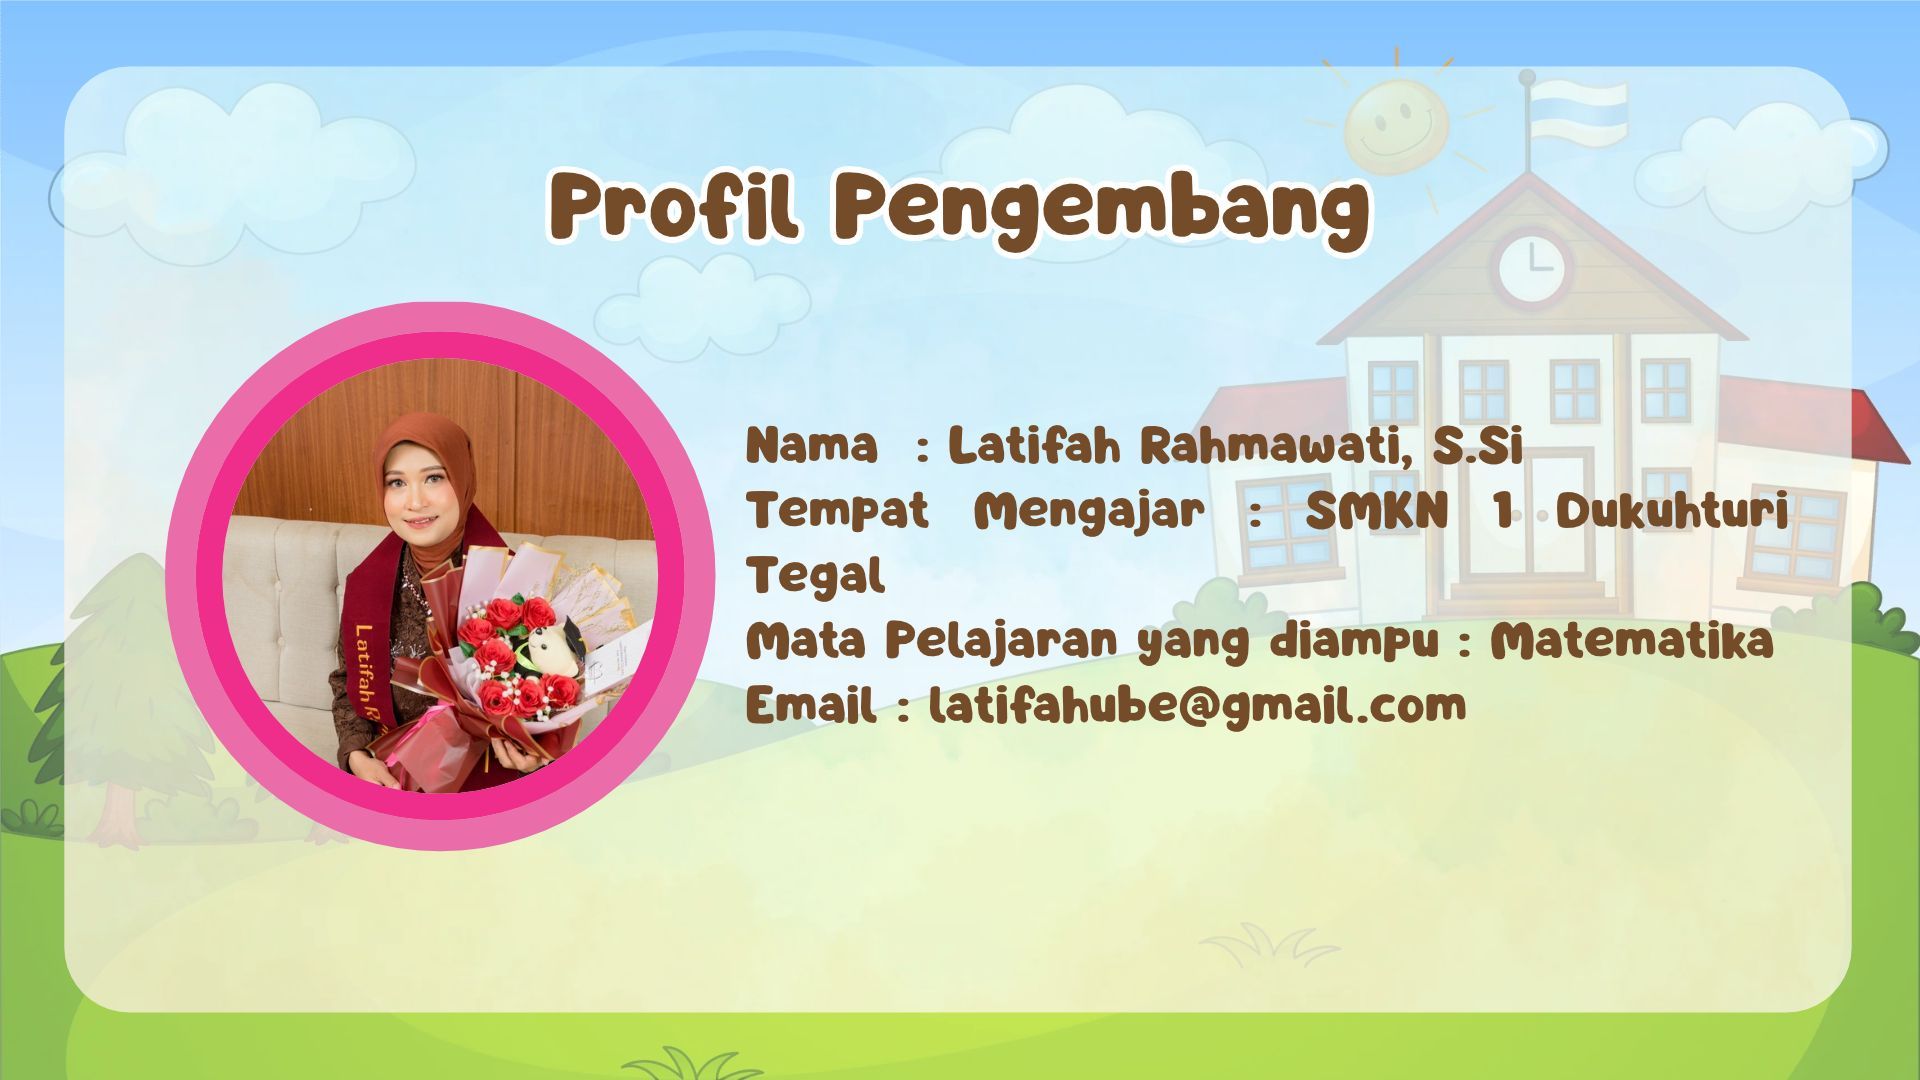 Profil Pengembang
Nama : Latifah Rahmawati, S.Si
Tempat Mengajar : SMKN 1 Dukuhturi
Tegal
Mata Pelajaran yang diampu : Matematika
Email : latifahube@gmail.com
Latifah R